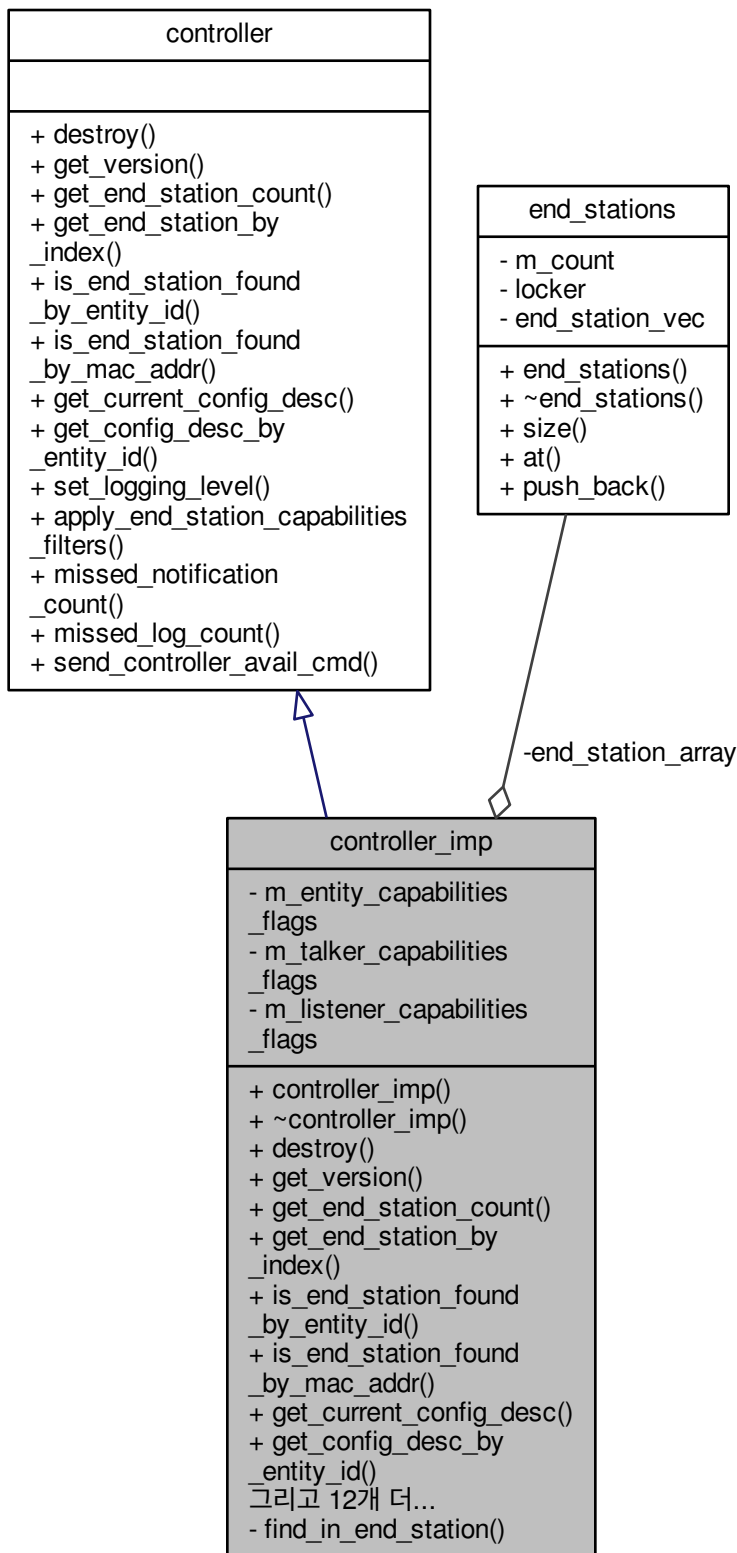 controller
+ destroy()
+ get_version()
+ get_end_station_count()
+ get_end_station_by
_index()
+ is_end_station_found
_by_entity_id()
+ is_end_station_found
_by_mac_addr()
+ get_current_config_desc()
+ get_config_desc_by
_entity_id()
+ set_logging_level()
+ apply_end_station_capabilities
_filters()
+ missed_notification
_count()
+ missed_log_count()
+ send_controller_avail_cmd()
end_stations
- m_count
- locker
- end_station_vec
+ end_stations()
+ ~end_stations()
+ size()
+ at()
+ push_back()
-end_station_array
controller_imp
- m_entity_capabilities
_flags
- m_talker_capabilities
_flags
- m_listener_capabilities
_flags
+ controller_imp()
+ ~controller_imp()
+ destroy()
+ get_version()
+ get_end_station_count()
+ get_end_station_by
_index()
+ is_end_station_found
_by_entity_id()
+ is_end_station_found
_by_mac_addr()
+ get_current_config_desc()
+ get_config_desc_by
_entity_id()
그리고 12개 더...
- find_in_end_station()